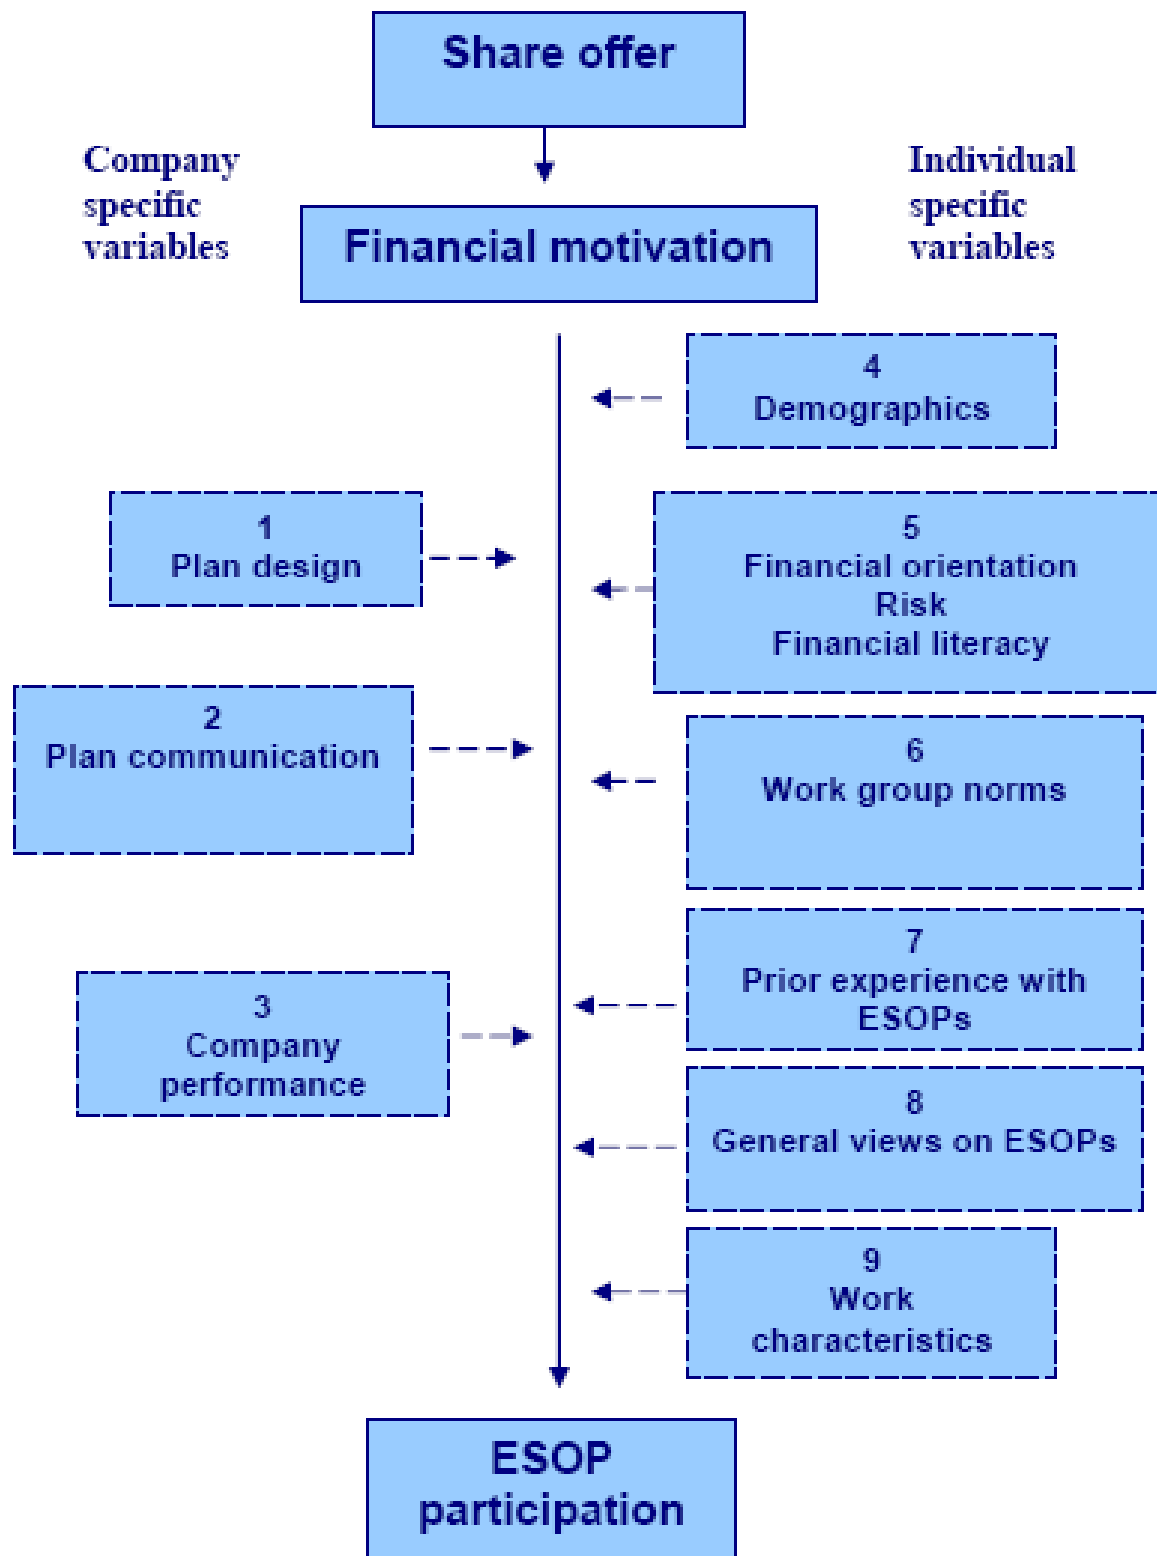 Share offer
Company
specific
variables
Individual
specific
variables
Financial motivation
4
Demographics
1
Plan design
5
Financial orientation
Risk
Financial literacy
2
Plan communication
6
Work group norms
7
Prior experience with
ESOPs
3
Company
performance
8
General views on ESOPs
9
Work
characteristics
ESOP
participation